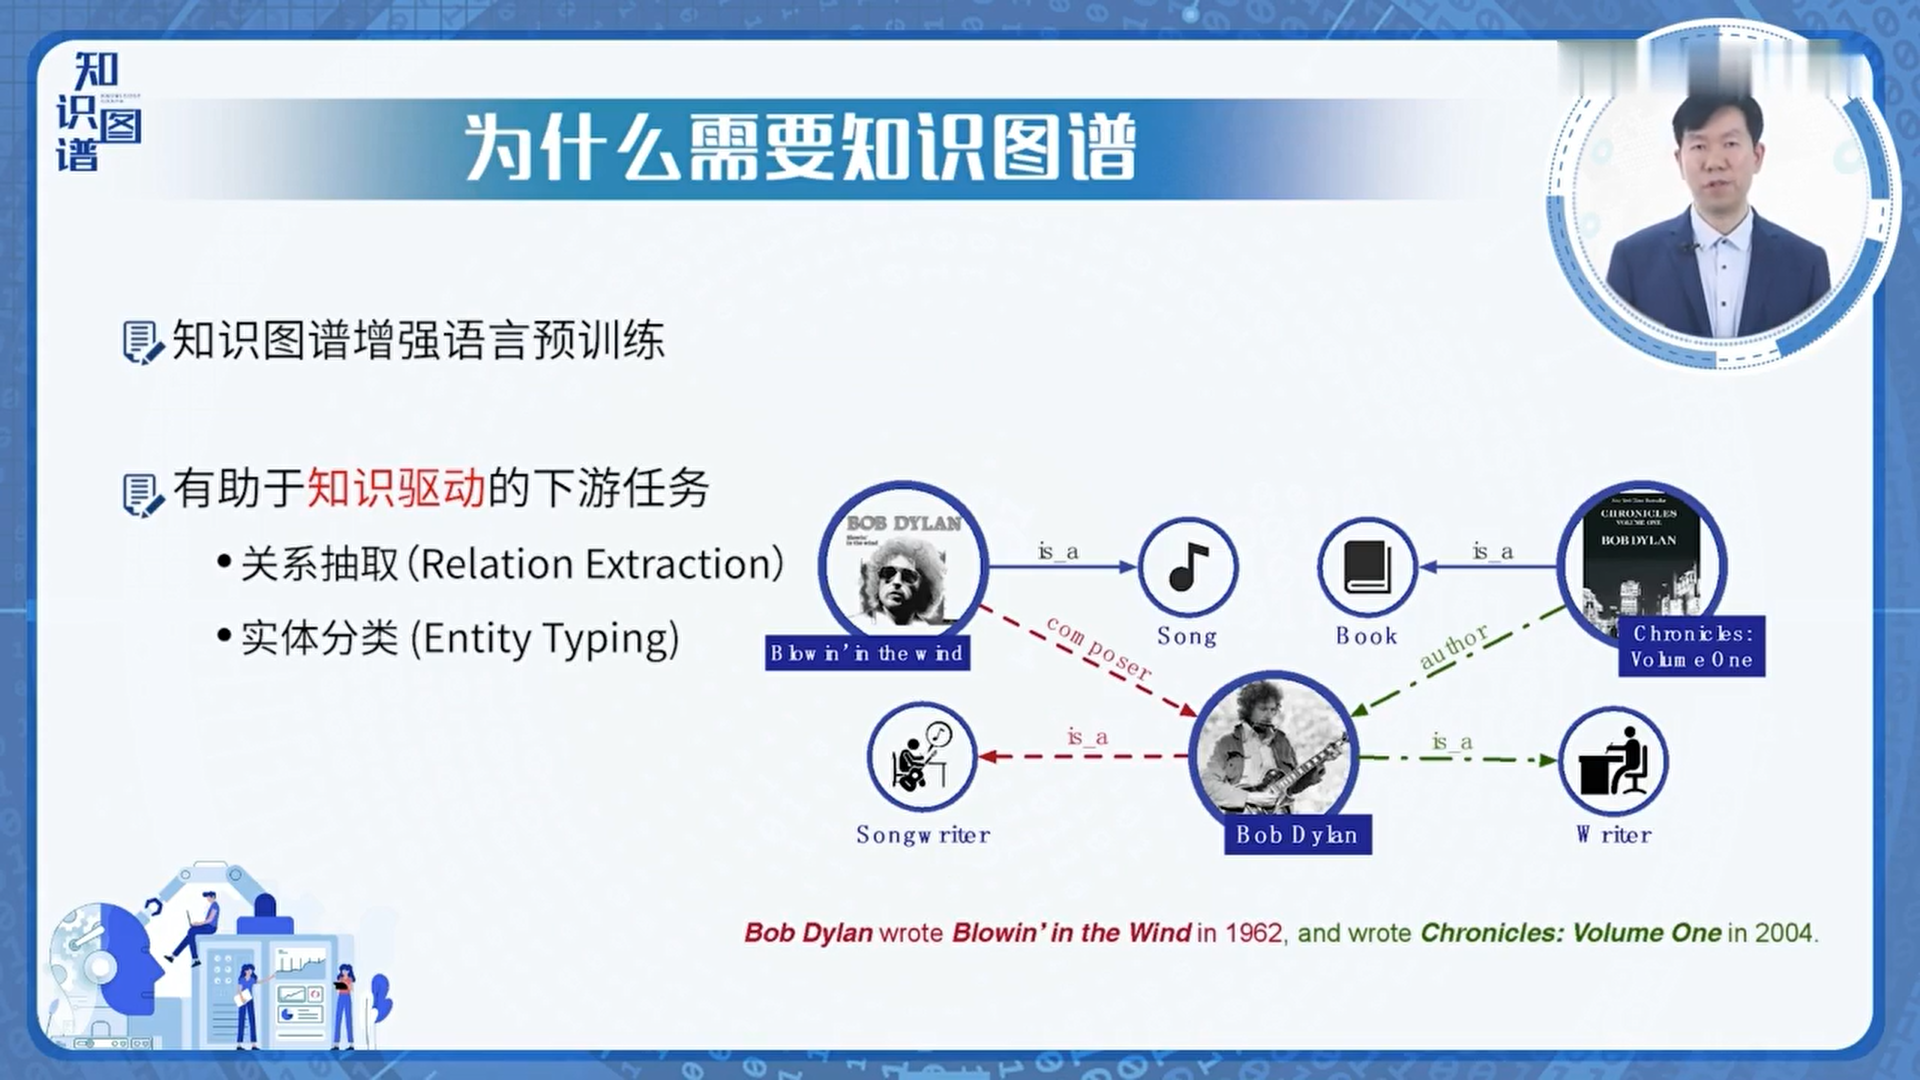 知识图谱
为什么需要知识图谱
知识图谱增强语言预训练
有助于知识驱动的下游任务
• 关系抽取（Relation Extraction）
• 实体分类 (Entity Typing)
BOB DYLAN
Blowin'
in the wind
Blowin' in the wind
is_a
Song
Book
is_a
CHRONICLES
VOLUME ONE
BOB DYLAN
Chronicles:
Volume One
composer
author
is_a
is_a
Songwriter
Bob Dylan
Writer
Bob Dylan wrote Blowin' in the Wind in 1962, and wrote Chronicles: Volume One in 2004.